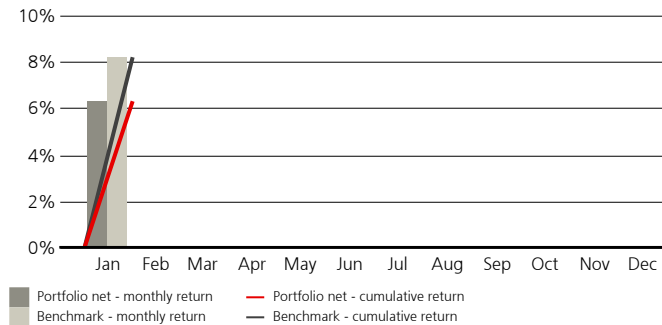 10%
8%
6%
4%
2%
0%
Jan Feb Mar Apr May Jun Jul Aug Sep Oct Nov Dec
Portfolio net - monthly return Portfolio net - cumulative return
Benchmark - monthly return Benchmark - cumulative return